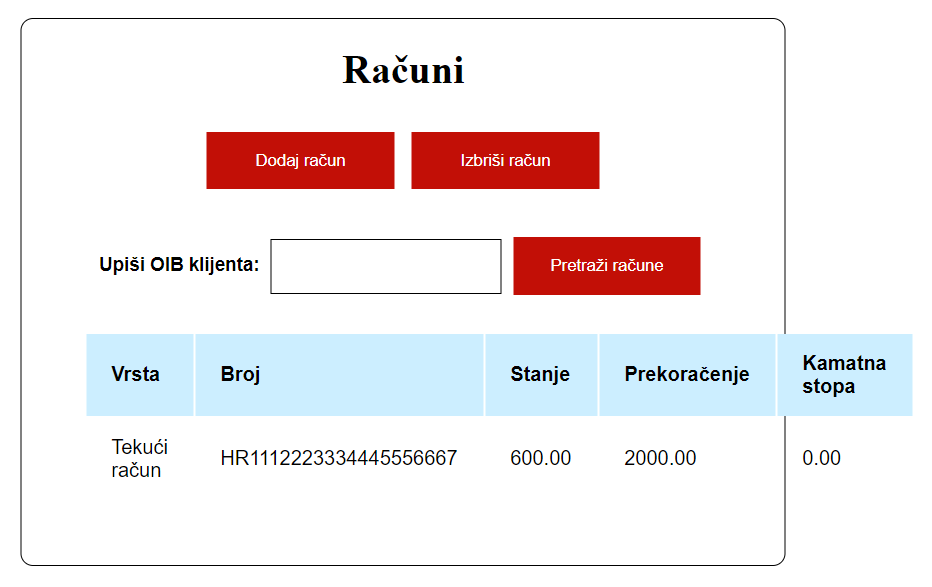 Računi
Dodaj račun Izbriši račun
Upiši OIB klijenta: Pretraži račune
Vrsta Broj Stanje Prekoračenje Kamatna stopa
Tekući račun HR1112223334445556667 600.00 2000.00 0.00